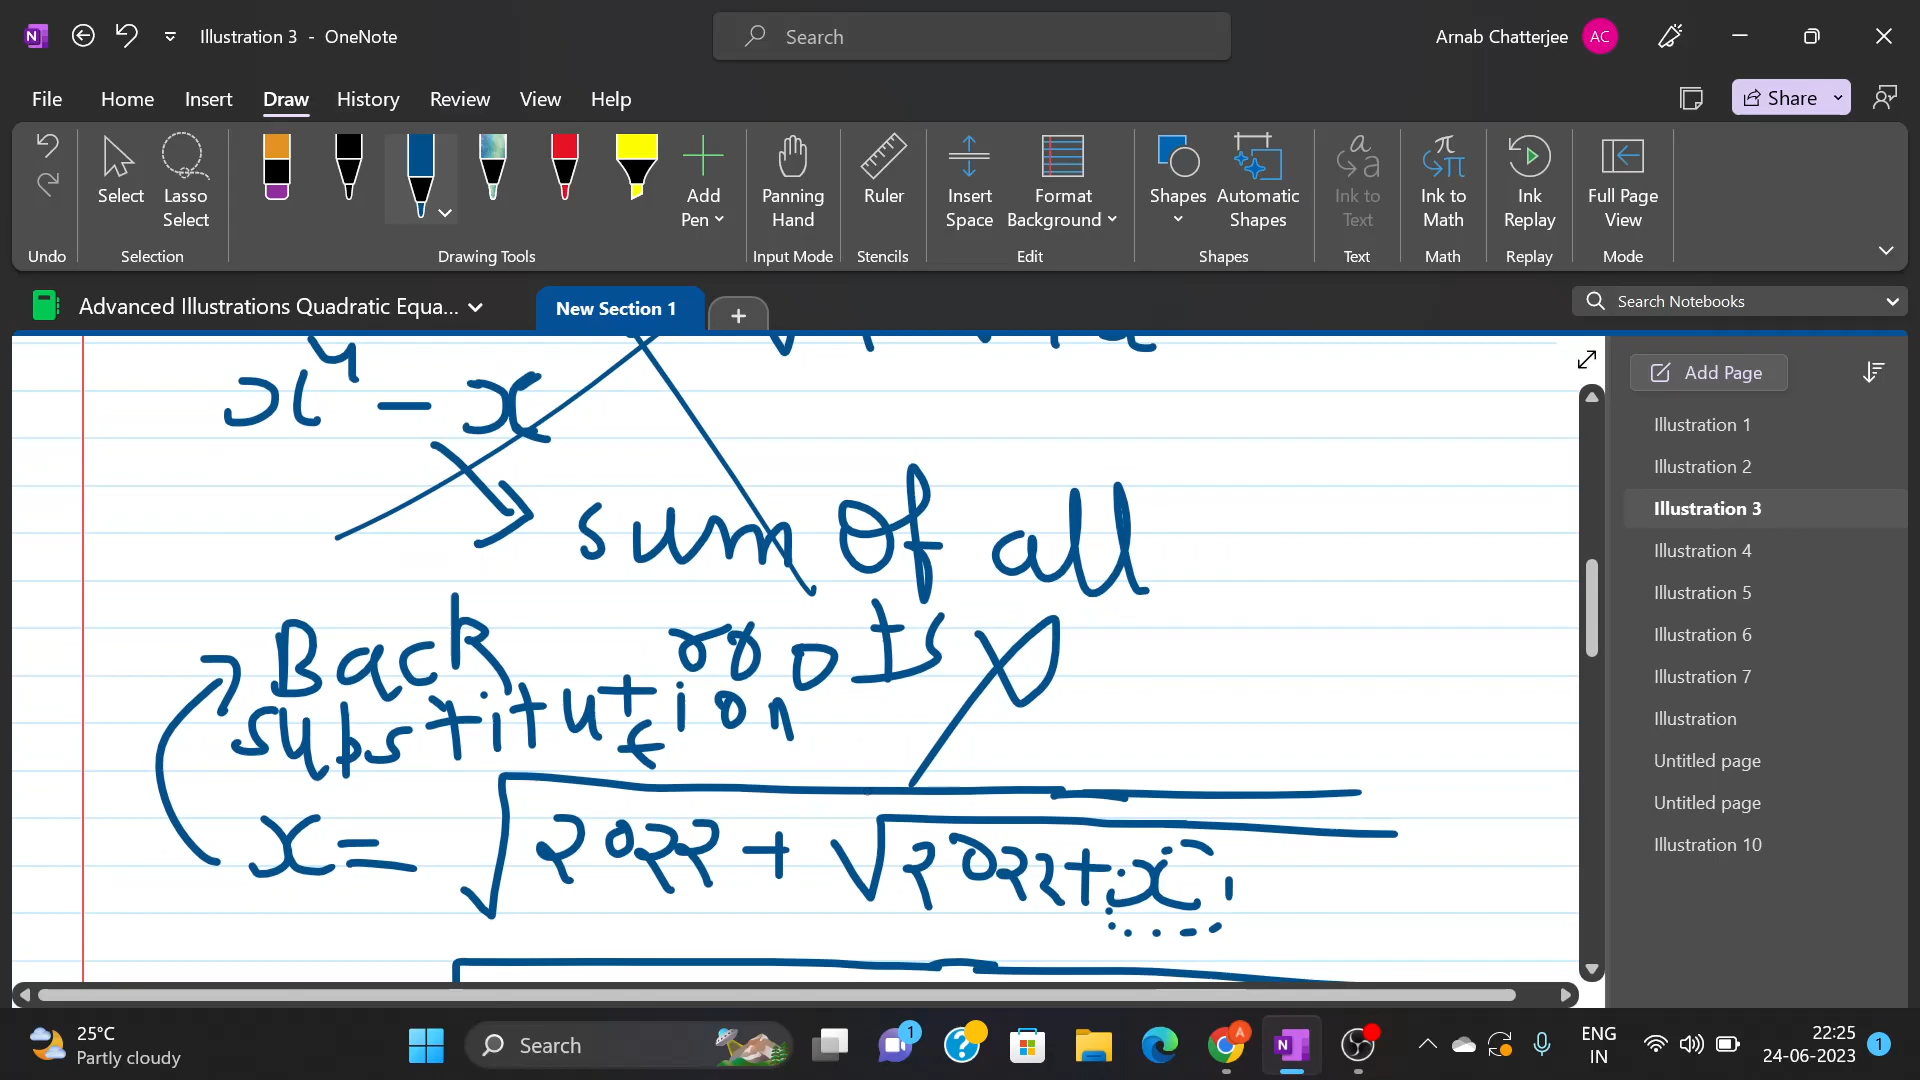 Illustration 3 - OneNote
Search
Arnab Chatterjee AC
File Home Insert Draw History Review View Help
Share
Select
Lasso
Select
Add
Pen
Panning
Hand
Ruler
Insert
Space
Format
Background
Shapes
Automatic
Shapes
Ink to
Text
Ink to
Math
Ink
Replay
Full Page
View
Undo Selection Drawing Tools Input Mode Stencils Edit Shapes Text Math Replay Mode
Advanced Illustrations Quadratic Equa...
New Section 1
Search Notebooks
x⁴ - x
sum of all
roots
Back
substitution
x = √2022 + √2022 + x
Add Page
Illustration 1
Illustration 2
Illustration 3
Illustration 4
Illustration 5
Illustration 6
Illustration 7
Illustration
Untitled page
Untitled page
Illustration 10
25°C
Partly cloudy
Search
1
A
ENG
IN
22:25
24-06-2023
1